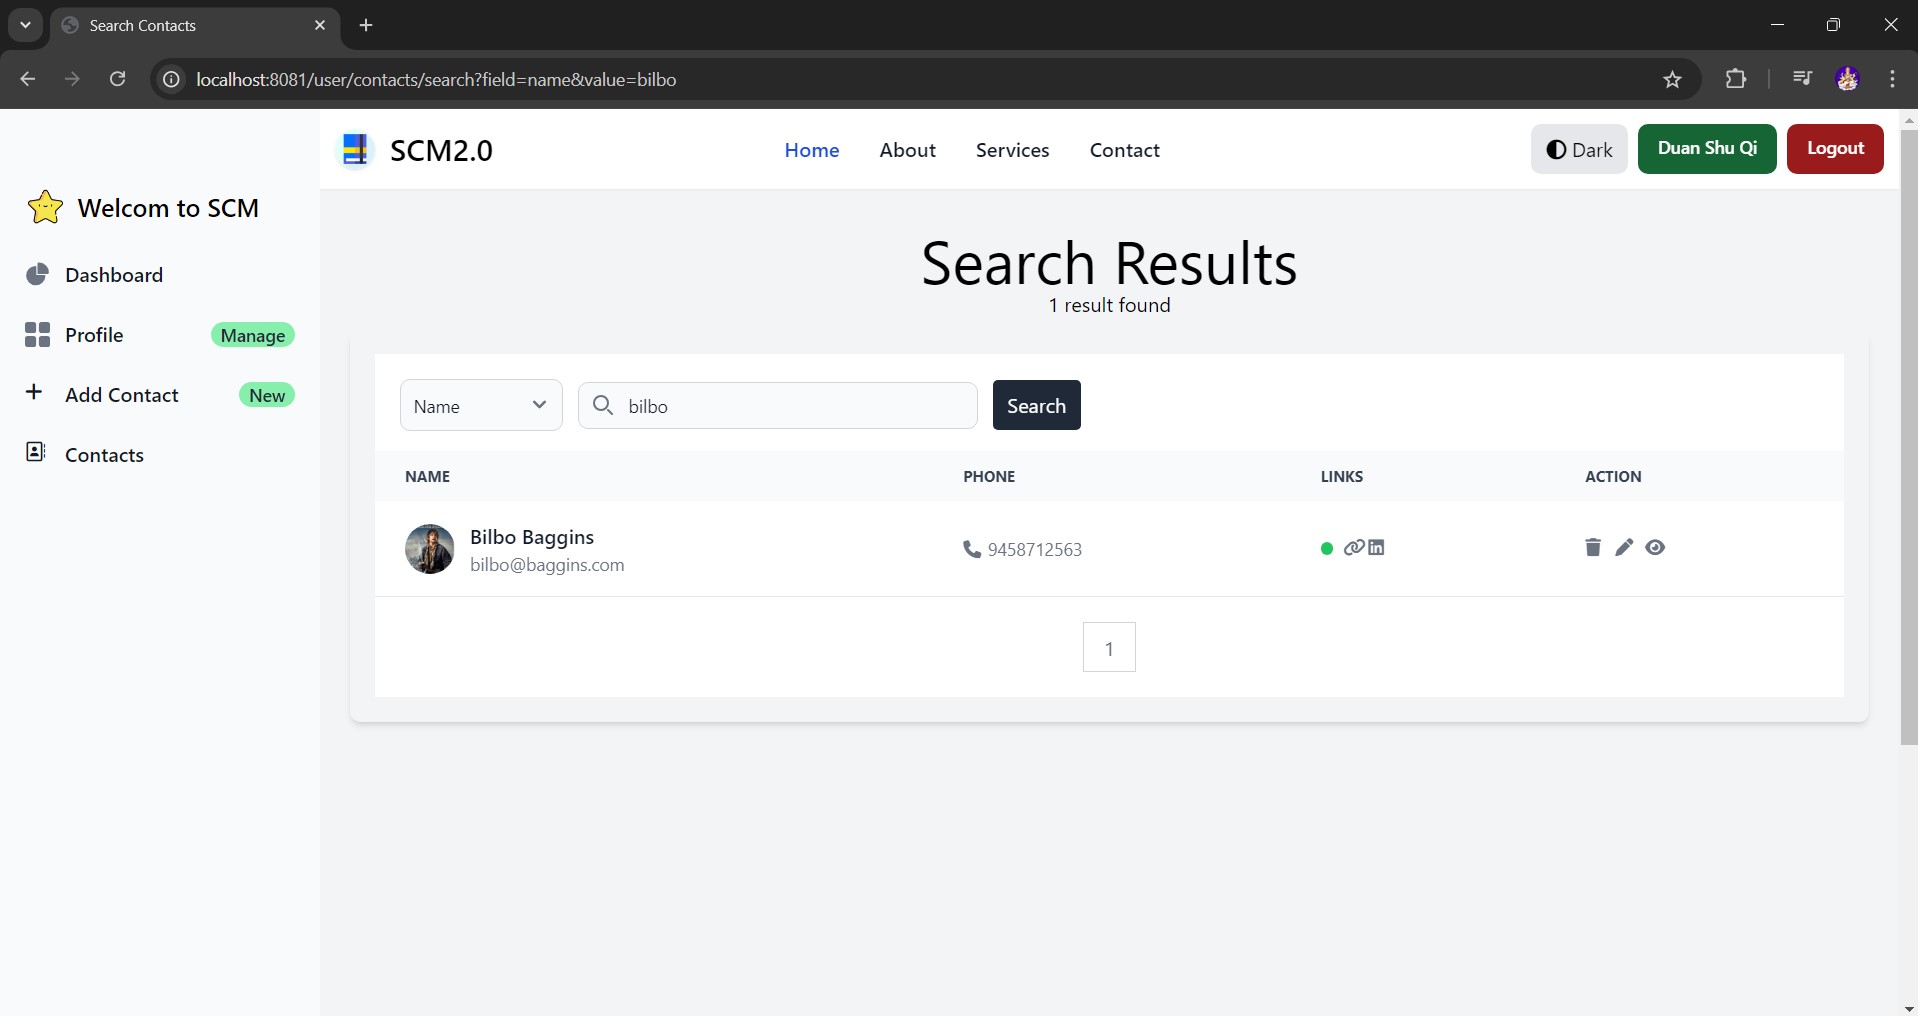 Search Contacts
localhost:8081/user/contacts/search?field=name&value=bilbo
SCM2.0
Home
About
Services
Contact
Dark
Duan Shu Qi
Logout
Welcom to SCM
Dashboard
Profile
Manage
Add Contact
New
Contacts
Search Results
1 result found
Name
bilbo
Search
NAME
PHONE
LINKS
ACTION
Bilbo Baggins
bilbo@baggins.com
9458712563
1